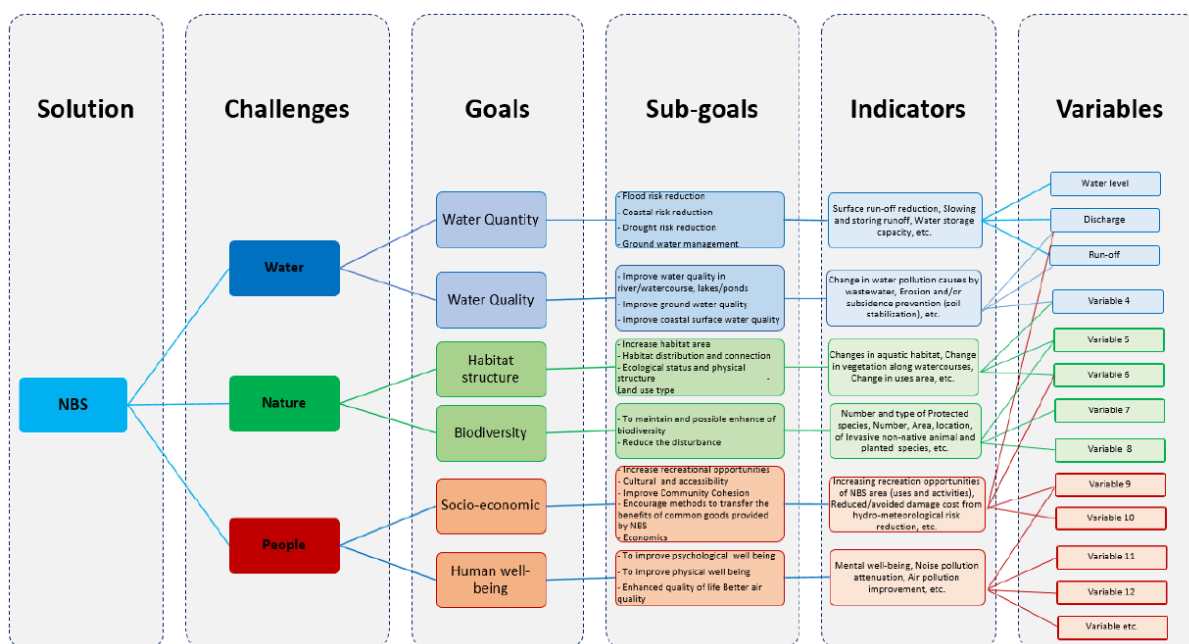 Solution
Challenges
Goals
Sub-goals
Indicators
Variables
NBS
Water
Nature
People
Water Quantity
Water Quality
Habitat
structure
Biodiversity
Socio-economic
Human well-
being
- Flood risk reduction
- Coastal risk reduction
- Drought risk reduction
- Ground water management
- Improve water quality in
river/watercourse, lakes/ponds
- Improve ground water quality
- Improve coastal surface water quality
- Increase habitat area
- Habitat distribution and connection
- Ecological status and physical
structure -
Land use type
- To maintain and possible enhance of
biodiversity
- Reduce the disturbance
- Increase recreational opportunities
- Cultural and accessibility
- Improve Community Cohesion
- Encourage methods to transfer the
benefits of common goods provided
by NBS
- Economics
- To improve psychological well being
- To improve physical well being
- Enhanced quality of life Better air
quality
Surface run-off reduction, Slowing
and storing runoff, Water storage
capacity, etc.
Change in water pollution causes by
wastewater, Erosion and/or
subsidence prevention (soil
stabilization), etc.
Changes in aquatic habitat, Change
in vegetation along watercourses,
Change in uses area, etc.
Number and type of Protected
species, Number, Area, location,
of Invasive non-native animal and
planted species, etc.
Increasing recreation opportunities
of NBS area (uses and activities),
Reduced/avoided damage cost from
hydro-meteorological risk
reduction, etc.
Mental well-being, Noise pollution
attenuation, Air pollution
improvement, etc.
Water level
Discharge
Run-off
Variable 4
Variable 5
Variable 6
Variable 7
Variable 8
Variable 9
Variable 10
Variable 11
Variable 12
Variable etc.